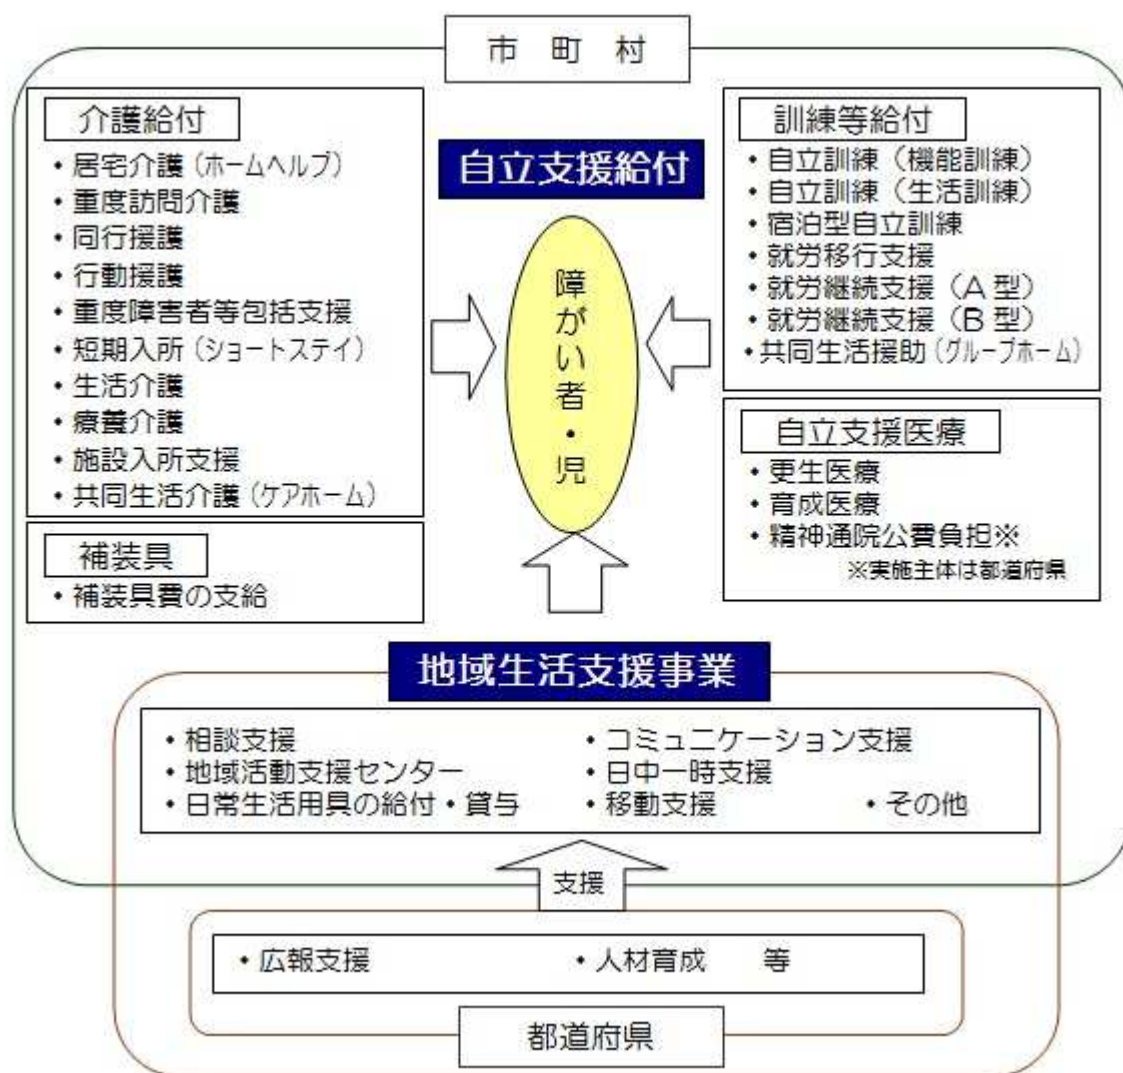 市町村
介護給付
・居宅介護(ホームヘルプ)
・重度訪問介護
・同行援護
・行動援護
・重度障害者等包括支援
・短期入所(ショートステイ)
・生活介護
・療養介護
・施設入所支援
・共同生活介護(ケアホーム)
補装具
・補装具費の支給
自立支援給付
障がい者・児
訓練等給付
・自立訓練(機能訓練)
・自立訓練(生活訓練)
・宿泊型自立訓練
・就労移行支援
・就労継続支援(A型)
・就労継続支援(B型)
・共同生活援助(グループホーム)
自立支援医療
・更生医療
・育成医療
・精神通院公費負担※
※実施主体は都道府県
地域生活支援事業
・相談支援 ・コミュニケーション支援
・地域活動支援センター ・日中一時支援
・日常生活用具の給付・貸与 ・移動支援 ・その他
支援
・広報支援 ・人材育成 等
都道府県